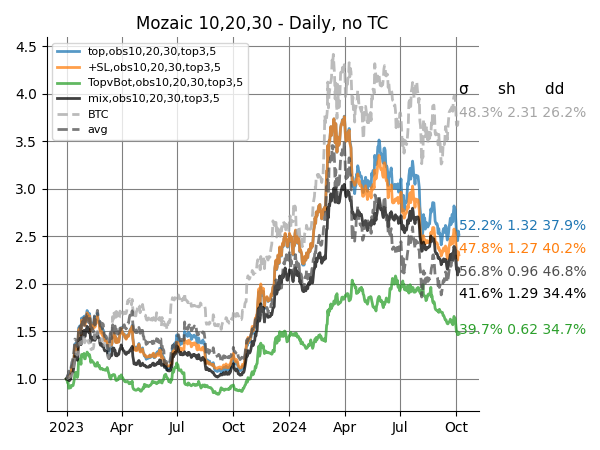 Mozaic 10,20,30 - Daily, no TC
top,obs10,20,30,top3,5
+SL,obs10,20,30,top3,5
TopvBot,obs10,20,30,top3,5
mix,obs10,20,30,top3,5
BTC
avg
σ sh dd
48.3% 2.31 26.2%
52.2% 1.32 37.9%
47.8% 1.27 40.2%
56.8% 0.96 46.8%
41.6% 1.29 34.4%
39.7% 0.62 34.7%
4.5
4.0
3.5
3.0
2.5
2.0
1.5
1.0
2023 Apr Jul Oct 2024 Apr Jul Oct